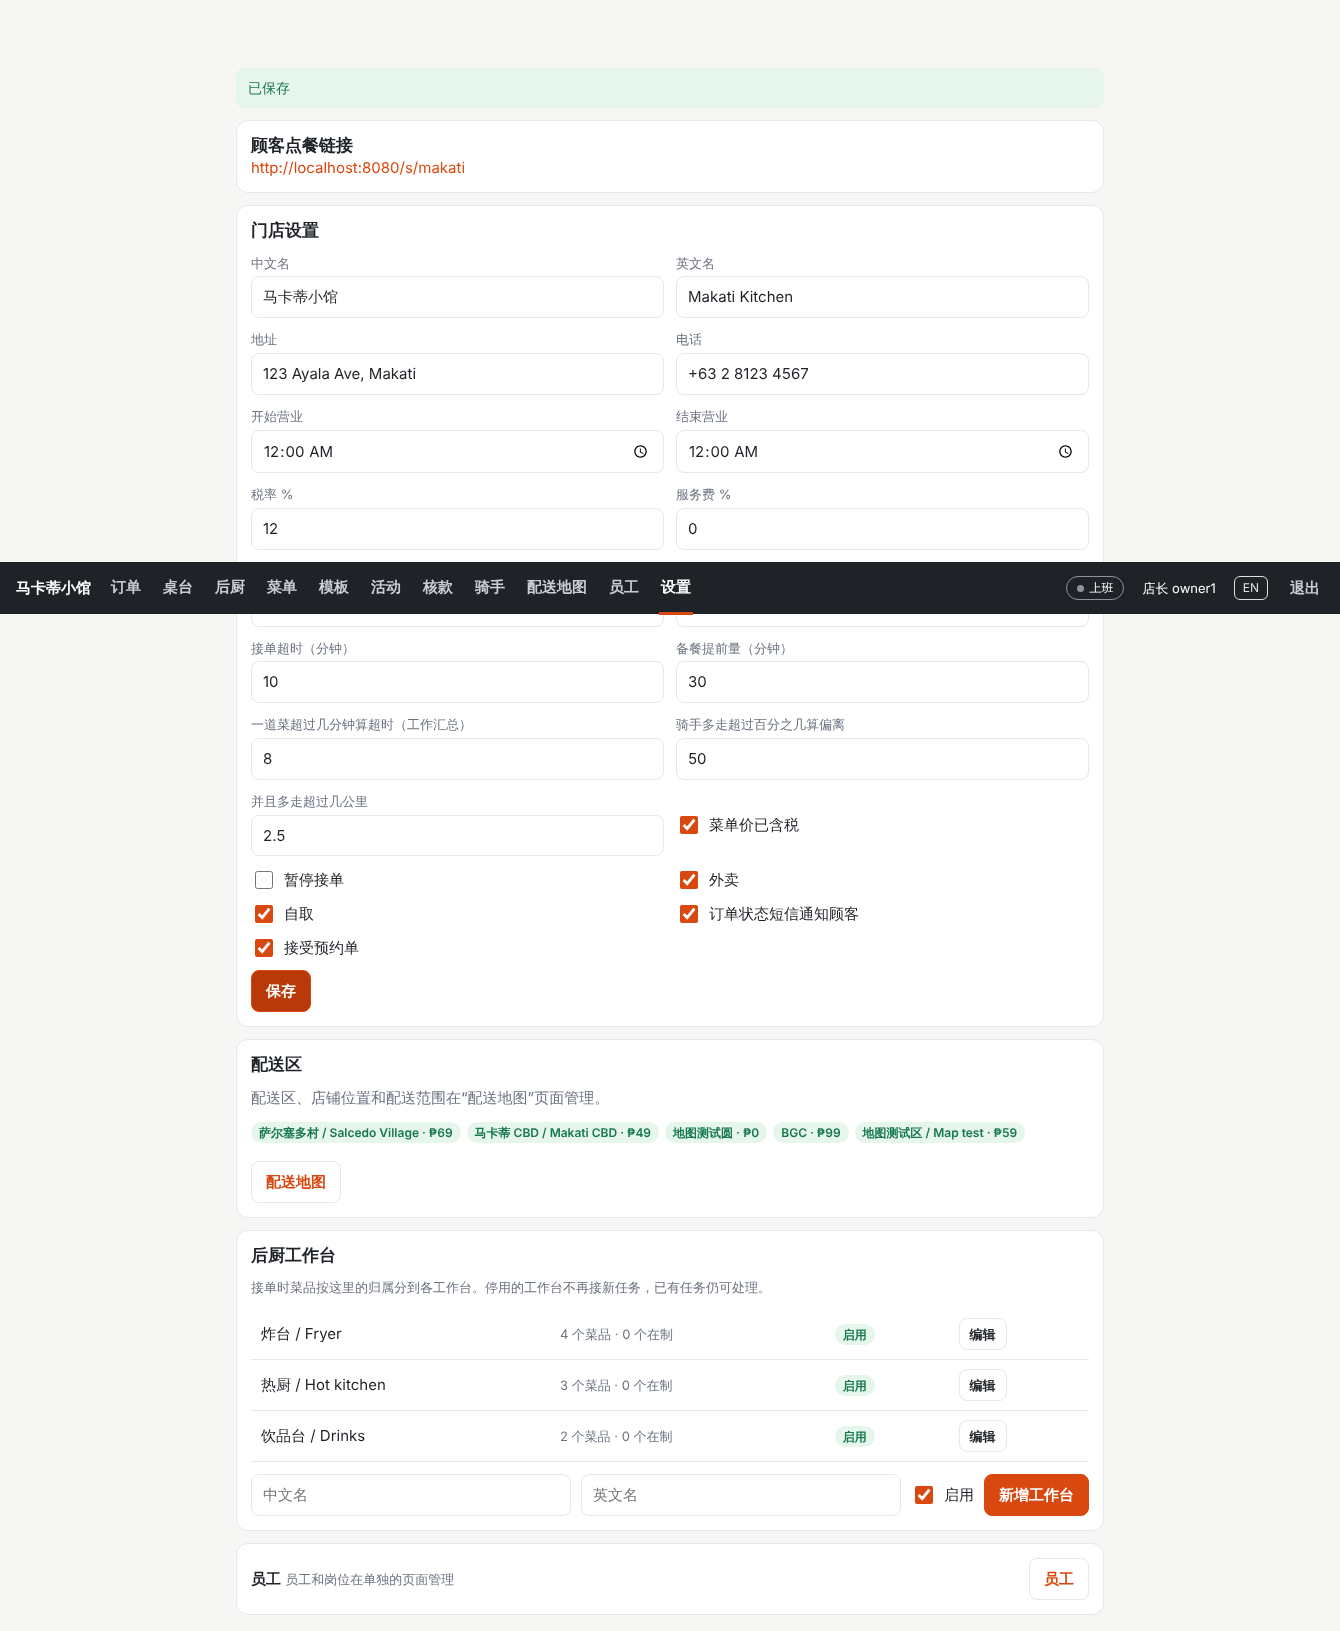 已保存
顾客点餐链接
http://localhost:8080/s/makati
门店设置
中文名 英文名
马卡蒂小馆 Makati Kitchen
地址 电话
123 Ayala Ave, Makati +63 2 8123 4567
开始营业 结束营业
12:00 AM 12:00 AM
税率 % 服务费 %
12 0
马卡蒂小馆 订单 桌台 后厨 菜单 模板 活动 核款 骑手 配送地图 员工 设置 上班 店长 owner1 EN 退出
接单超时（分钟） 备餐提前量（分钟）
10 30
一道菜超过几分钟算超时（工作汇总） 骑手多走超过百分之几算偏离
8 50
并且多走超过几公里
2.5 菜单价已含税
暂停接单 外卖
自取 订单状态短信通知顾客
接受预约单
保存
配送区
配送区、店铺位置和配送范围在“配送地图”页面管理。
萨尔塞多村 / Salcedo Village · ₱69 马卡蒂 CBD / Makati CBD · ₱49 地图测试圆 · ₱0 BGC · ₱99 地图测试区 / Map test · ₱59
配送地图
后厨工作台
接单时菜品按这里的归属分到各工作台。停用的工作台不再接新任务，已有任务仍可处理。
炸台 / Fryer 4 个菜品 · 0 个在制 启用 编辑
热厨 / Hot kitchen 3 个菜品 · 0 个在制 启用 编辑
饮品台 / Drinks 2 个菜品 · 0 个在制 启用 编辑
中文名 英文名 启用 新增工作台
员工 员工和岗位在单独的页面管理 员工